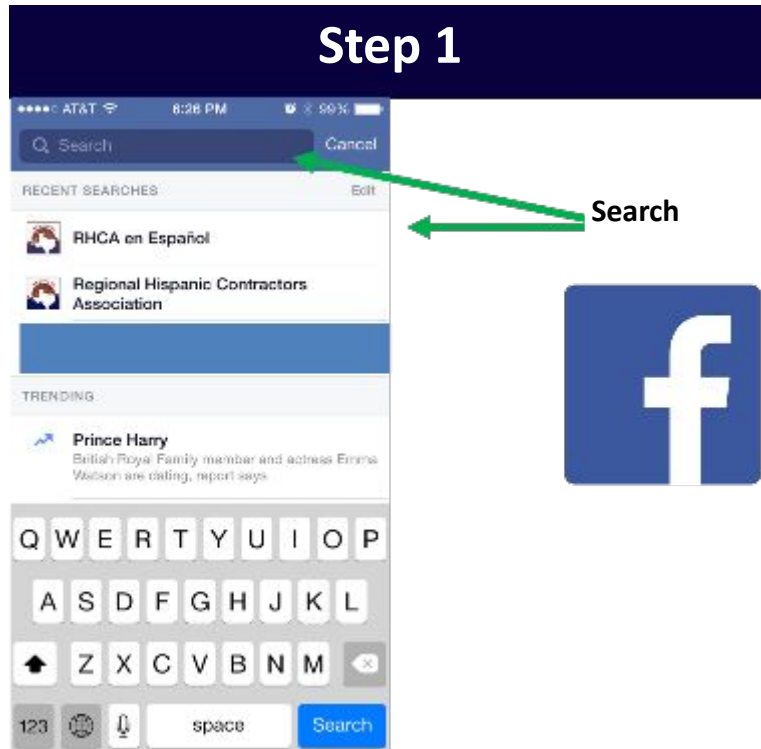 Step 1
AT&T 6:26 PM 99%
Search Cancel
RECENT SEARCHES Edit
Search
RHCA en Español
Regional Hispanic Contractors
Association
TRENDING
Prince Harry
British Royal Family member and actress Emma
Watson are dating, report says
f
Q W E R T Y U I O P
A S D F G H J K L
Z X C V B N M
123 space Search